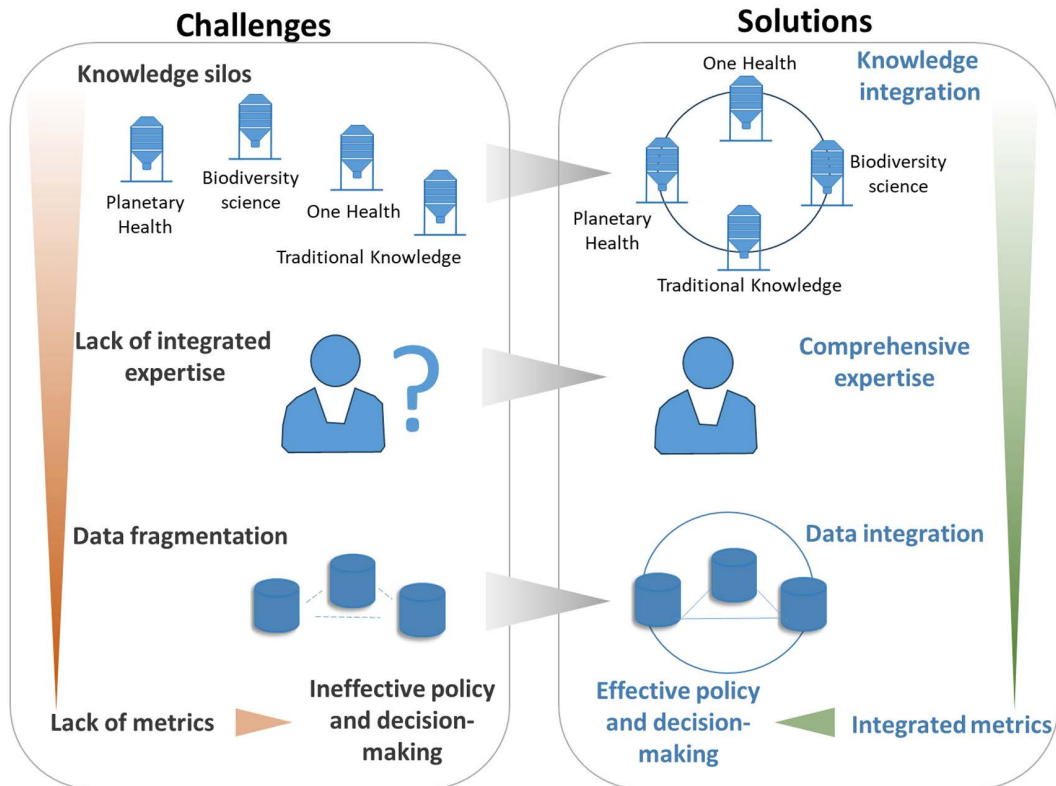 Challenges
Knowledge silos
Planetary
Health
Biodiversity
science
One Health
Traditional Knowledge
Lack of integrated
expertise
?
Data fragmentation
Lack of metrics
Ineffective policy
and decision-
making
Solutions
Knowledge
integration
One Health
Biodiversity
science
Planetary
Health
Traditional Knowledge
Comprehensive
expertise
Data integration
Effective policy
and decision-
making
Integrated metrics